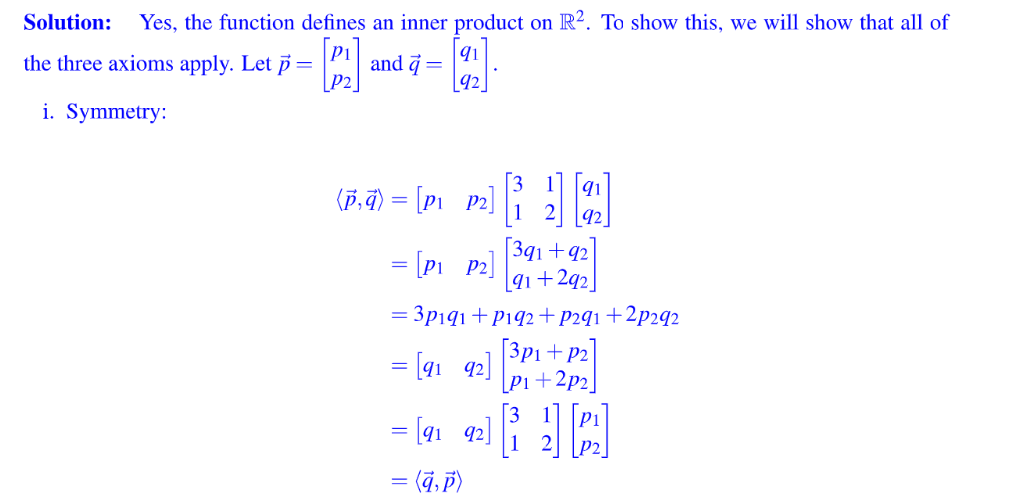 Solution: Yes, the function defines an inner product on ℝ². To show this, we will show that all of
the three axioms apply. Let $\vec{p} = \begin{bmatrix} p_1 \\ p_2 \end{bmatrix}$ and $\vec{q} = \begin{bmatrix} q_1 \\ q_2 \end{bmatrix}$.
i. Symmetry:
$\langle \vec{p}, \vec{q} \rangle = \begin{bmatrix} p_1 & p_2 \end{bmatrix} \begin{bmatrix} 3 & 1 \\ 1 & 2 \end{bmatrix} \begin{bmatrix} q_1 \\ q_2 \end{bmatrix}$
$= \begin{bmatrix} p_1 & p_2 \end{bmatrix} \begin{bmatrix} 3q_1 + q_2 \\ q_1 + 2q_2 \end{bmatrix}$
$= 3p_1q_1 + p_1q_2 + p_2q_1 + 2p_2q_2$
$= \begin{bmatrix} q_1 & q_2 \end{bmatrix} \begin{bmatrix} 3p_1 + p_2 \\ p_1 + 2p_2 \end{bmatrix}$
$= \begin{bmatrix} q_1 & q_2 \end{bmatrix} \begin{bmatrix} 3 & 1 \\ 1 & 2 \end{bmatrix} \begin{bmatrix} p_1 \\ p_2 \end{bmatrix}$
$= \langle \vec{q}, \vec{p} \rangle$